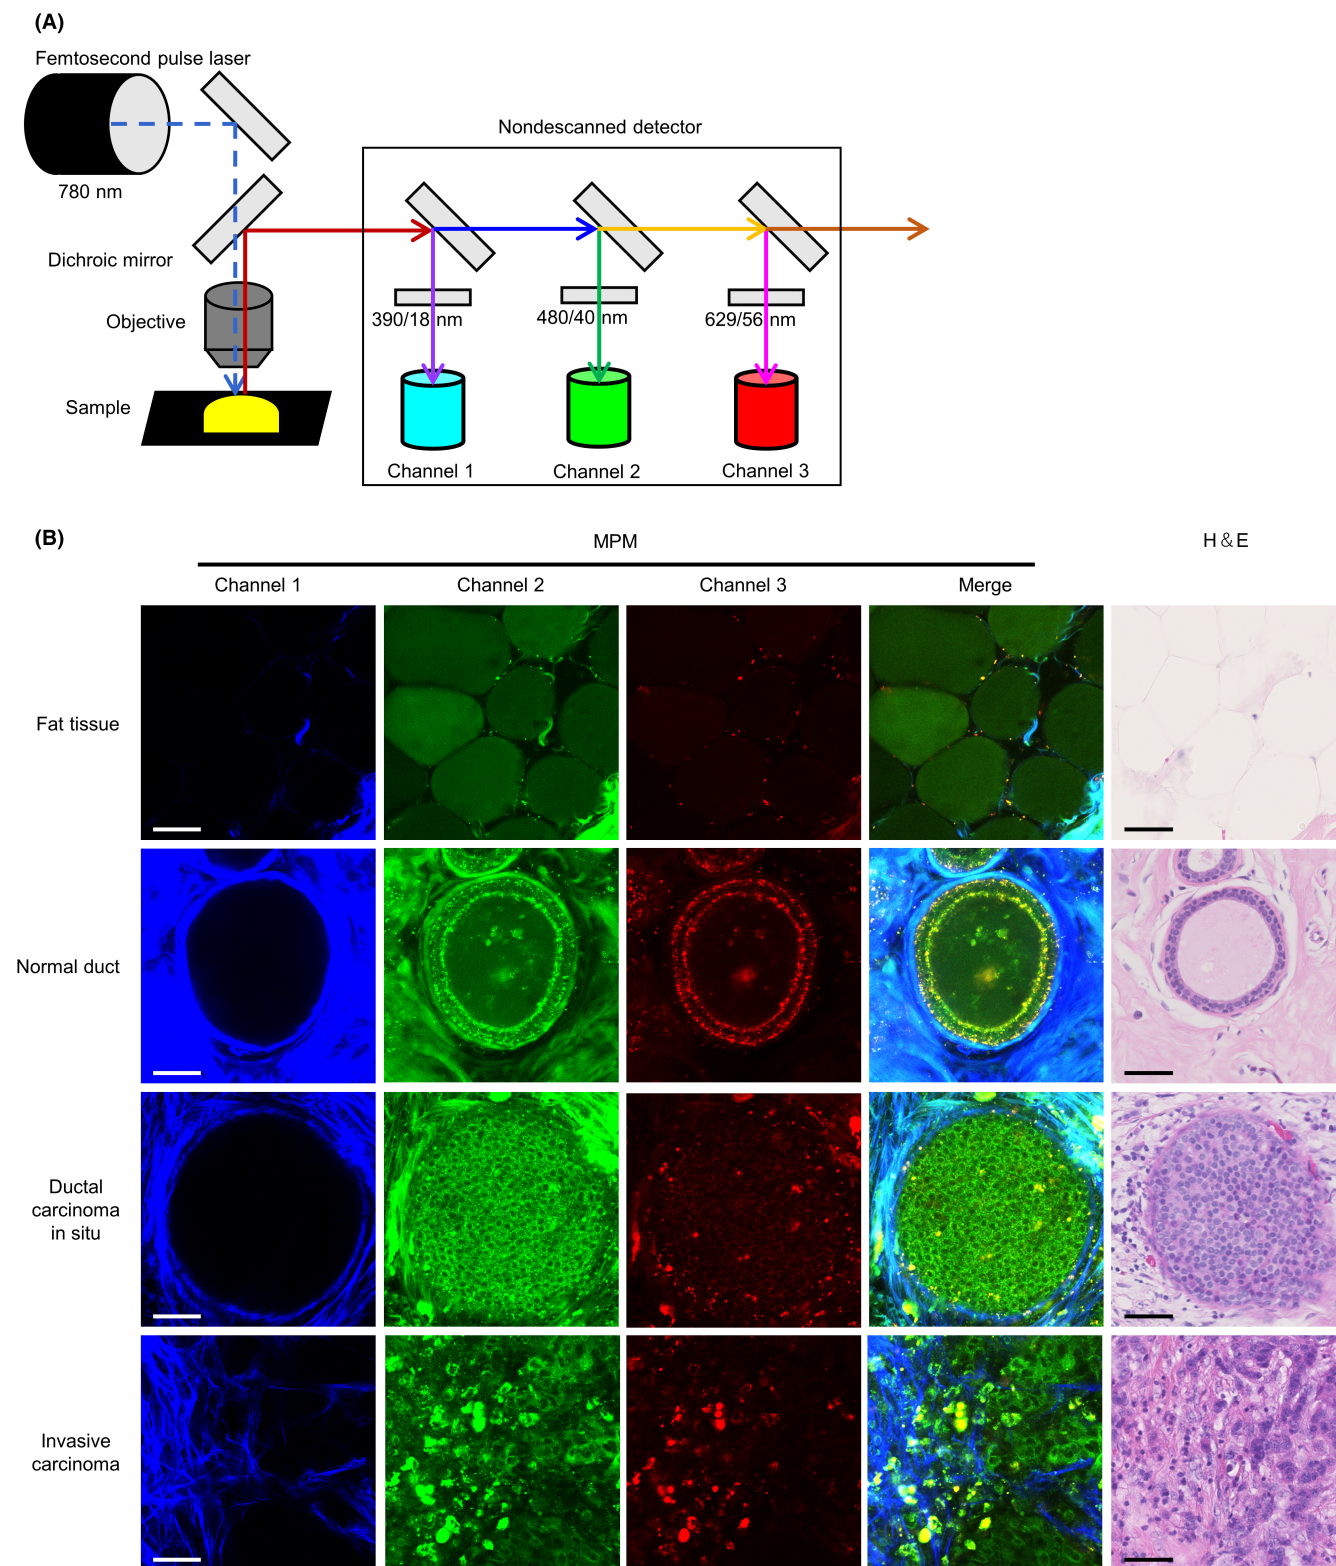 (A)
Femtosecond pulse laser
780 nm
Nondescanned detector
Dichroic mirror
Objective
Sample
390/18 nm
480/40 nm
629/56 nm
Channel 1
Channel 2
Channel 3
(B)
MPM
H&E
Channel 1
Channel 2
Channel 3
Merge
Fat tissue
Normal duct
Ductal
carcinoma
in situ
Invasive
carcinoma